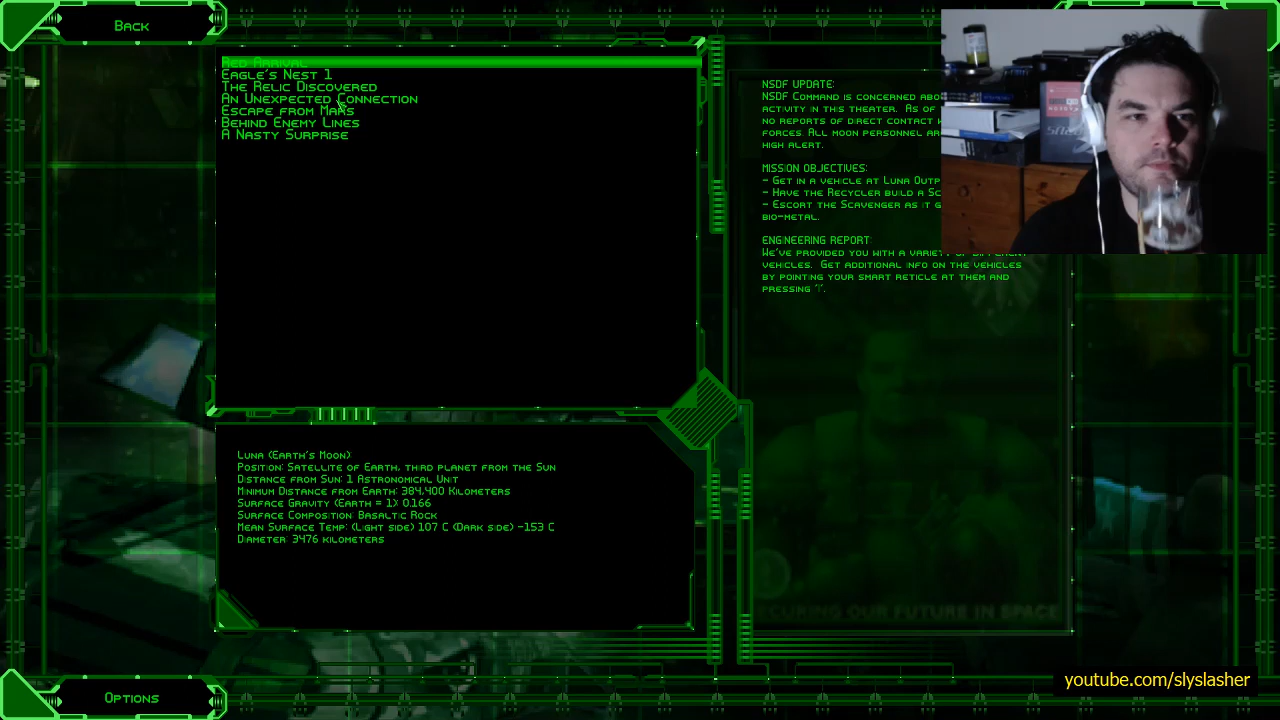 Back
Red Arrival
Eagle's Nest 1
The Relic Discovered
An Unexpected Connection
Escape from Mars
Behind Enemy Lines
A Nasty Surprise
NSDF UPDATE:
NSDF Command is concerned
activity in this theater. As of
no reports of direct contact
forces. All moon personnel
high alert.
MISSION OBJECTIVES:
- Get in a vehicle at Luna
- Have the Recycler build a
- Escort the Scavenger as it
bio-metal.
ENGINEERING REPORT:
We've provided you with a variety of different
vehicles. Get additional info on the vehicles
by pointing your smart reticle at them and
pressing 'I'.
Luna (Earth's Moon)
Position: Satellite of Earth, third planet from the Sun
Distance from Sun: 1 Astronomical Unit
Minimum Distance from Earth: 384,400 Kilometers
Surface Gravity (Earth = 1): 0.166
Surface Composition: Basaltic Rock
Mean Surface Temp: (Light side) 107 C (Dark side) -153 C
Diameter: 3476 kilometers
SECURING OUR FUTURE IN SPACE
Options
youtube.com/slyslasher